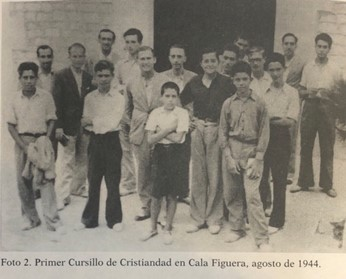 Foto 2. Primer Cursillo de Cristiandad en Cala Figuera, agosto de 1944.